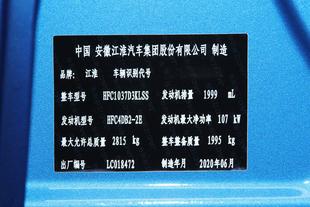 中国 安徽江淮汽车集团股份有限公司 制造
品牌: 江淮 车辆识别代号
整车型号 HFC1037D3KLSS 发动机排量 1999 mL
发动机型号 HFC4DB2-2E 发动机最大净功率 107 kW
最大允许总质量 2815 kg 整车整备质量 1995 kg
出厂编号 LC018472 制造年月 2020年06月